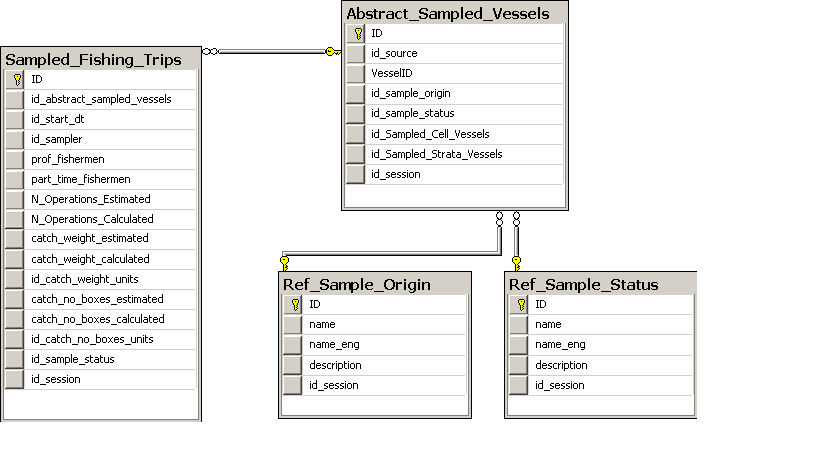 Abstract_Sampled_Vessels
ID
id_source
VesselID
id_sample_origin
id_sample_status
id_Sampled_Cell_Vessels
id_Sampled_Strata_Vessels
id_session
Sampled_Fishing_Trips
ID
id_abstract_sampled_vessels
id_start_dt
id_sampler
prof_fishermen
part_time_fishermen
N_Operations_Estimated
N_Operations_Calculated
catch_weight_estimated
catch_weight_calculated
id_catch_weight_units
catch_no_boxes_estimated
catch_no_boxes_calculated
id_catch_no_boxes_units
id_sample_status
id_session
Ref_Sample_Origin
ID
name
name_eng
description
id_session
Ref_Sample_Status
ID
name
name_eng
description
id_session